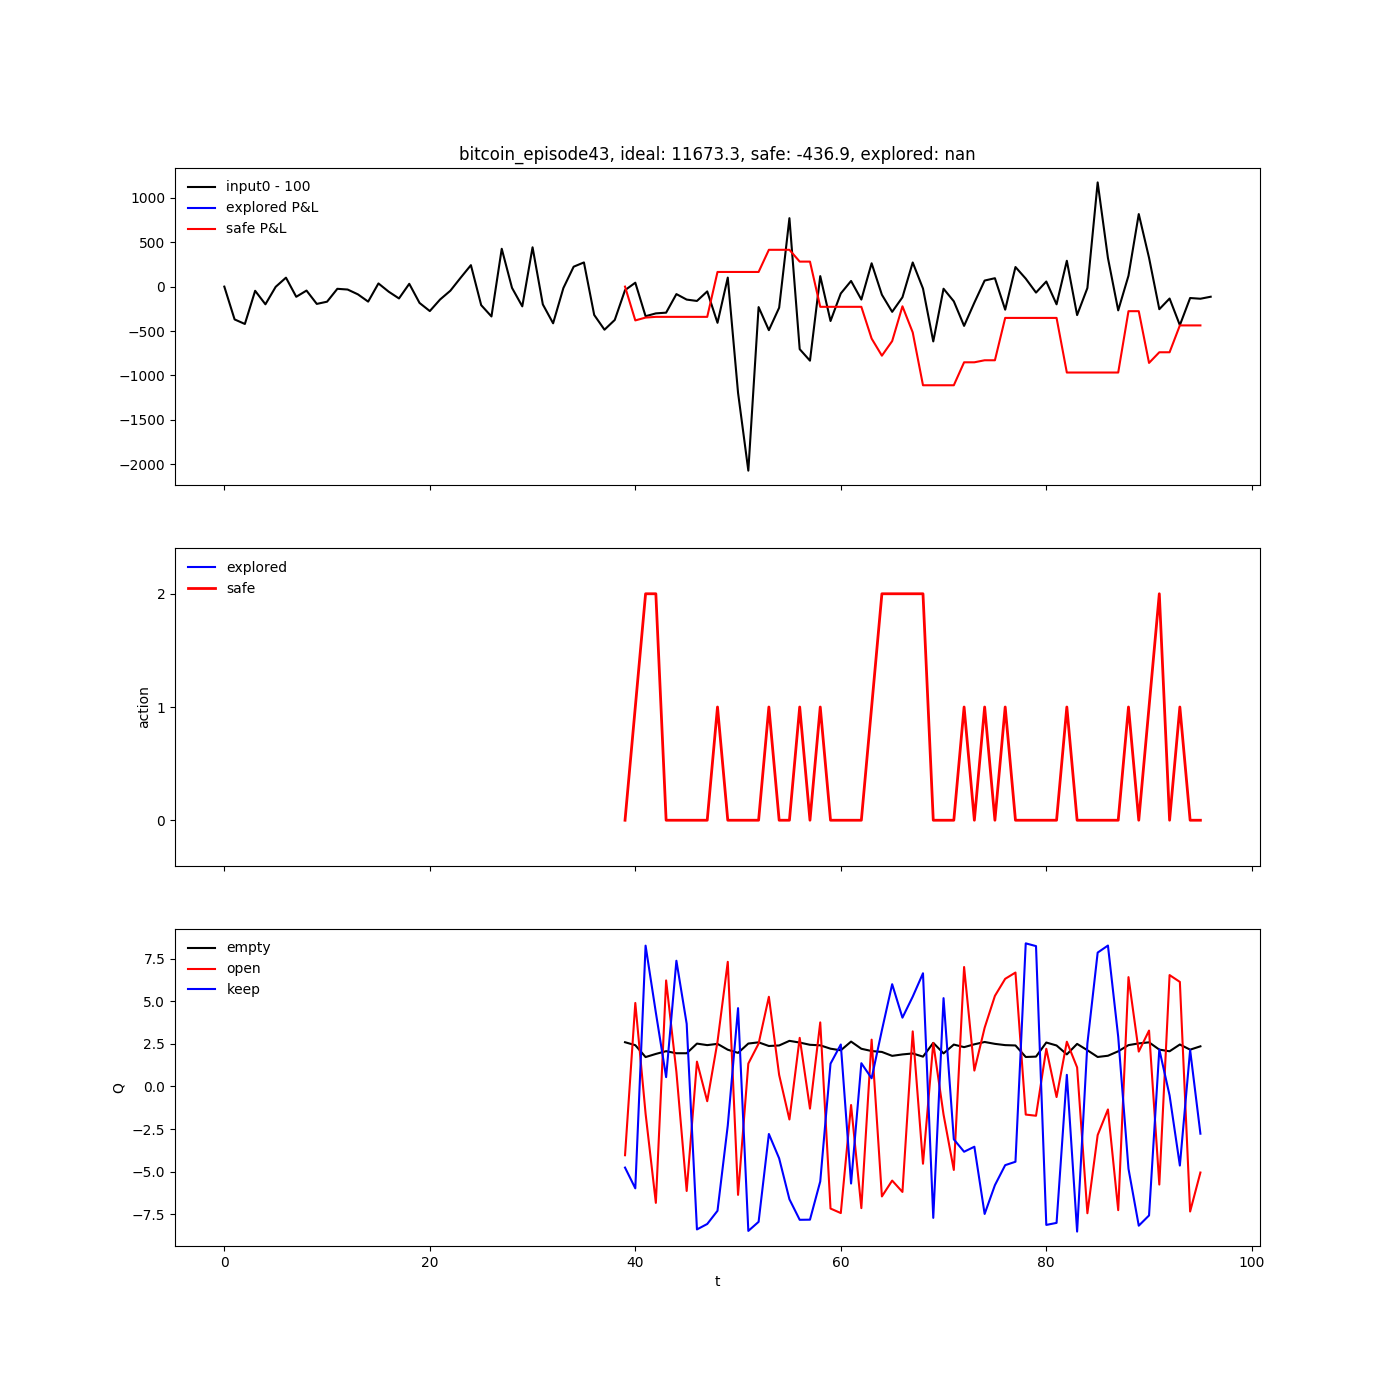 bitcoin_episode43, ideal: 11673.3, safe: -436.9, explored: nan
input0 - 100
explored P&L
safe P&L
1000
500
0
−500
−1000
−1500
−2000
explored
safe
action
2
1
0
empty
open
keep
Q
7.5
5.0
2.5
0.0
−2.5
−5.0
−7.5
0 20 40 60 80 100
t